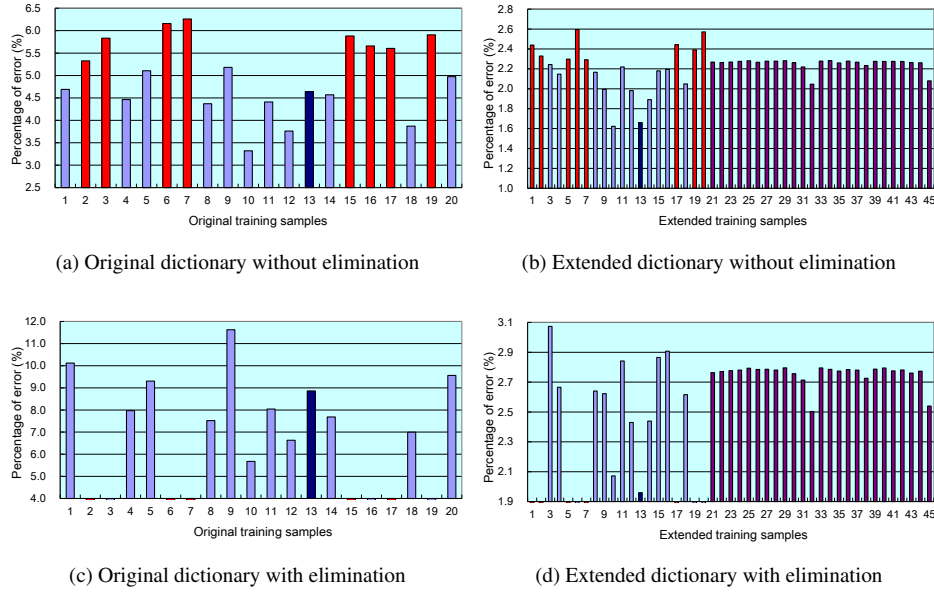 6.5
6.0
5.5
5.0
4.5
4.0
3.5
3.0
2.5
Percentage of error (%)
1 2 3 4 5 6 7 8 9 10 11 12 13 14 15 16 17 18 19 20
Original training samples
(a) Original dictionary without elimination
2.8
2.6
2.4
2.2
2.0
1.8
1.6
1.4
1.2
1.0
Percentage of error (%)
1 3 5 7 9 11 13 15 17 19 21 23 25 27 29 31 33 35 37 39 41 43 45
Extended training samples
(b) Extended dictionary without elimination
12.0
11.0
10.0
9.0
8.0
7.0
6.0
5.0
4.0
Percentage of error (%)
1 2 3 4 5 6 7 8 9 10 11 12 13 14 15 16 17 18 19 20
Original training samples
(c) Original dictionary with elimination
3.1
2.9
2.7
2.5
2.3
2.1
1.9
Percentage of error (%)
1 3 5 7 9 11 13 15 17 19 21 23 25 27 29 31 33 35 37 39 41 43 45
Extended training samples
(d) Extended dictionary with elimination